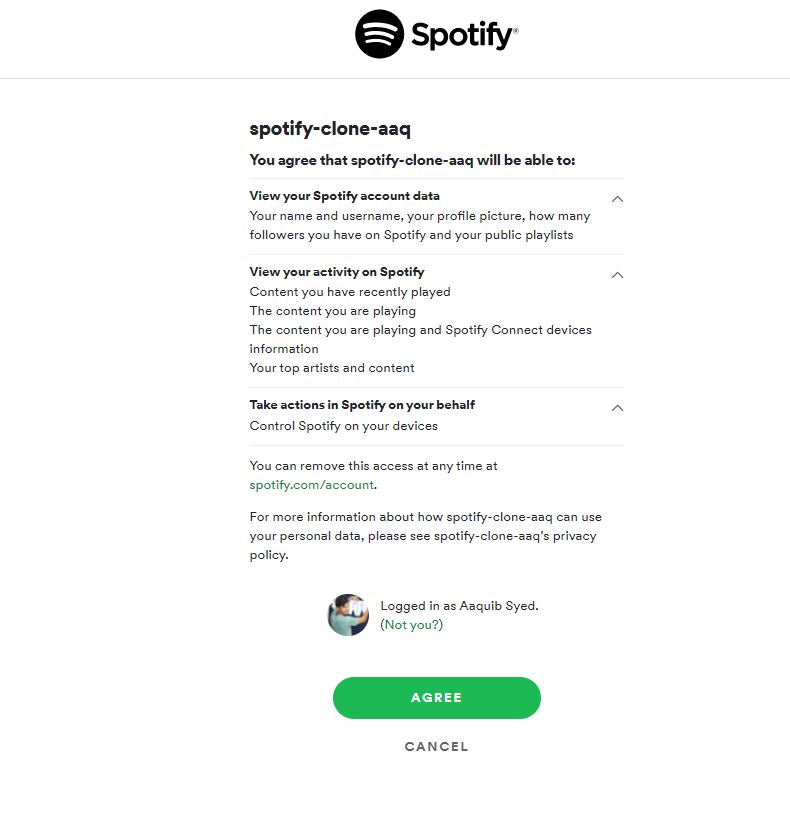 Spotify®
spotify-clone-aaq
You agree that spotify-clone-aaq will be able to:
View your Spotify account data
Your name and username, your profile picture, how many
followers you have on Spotify and your public playlists
View your activity on Spotify
Content you have recently played
The content you are playing
The content you are playing and Spotify Connect devices
information
Your top artists and content
Take actions in Spotify on your behalf
Control Spotify on your devices
You can remove this access at any time at
spotify.com/account.
For more information about how spotify-clone-aaq can use
your personal data, please see spotify-clone-aaq's privacy
policy.
Logged in as Aaquib Syed.
(Not you?)
AGREE
CANCEL